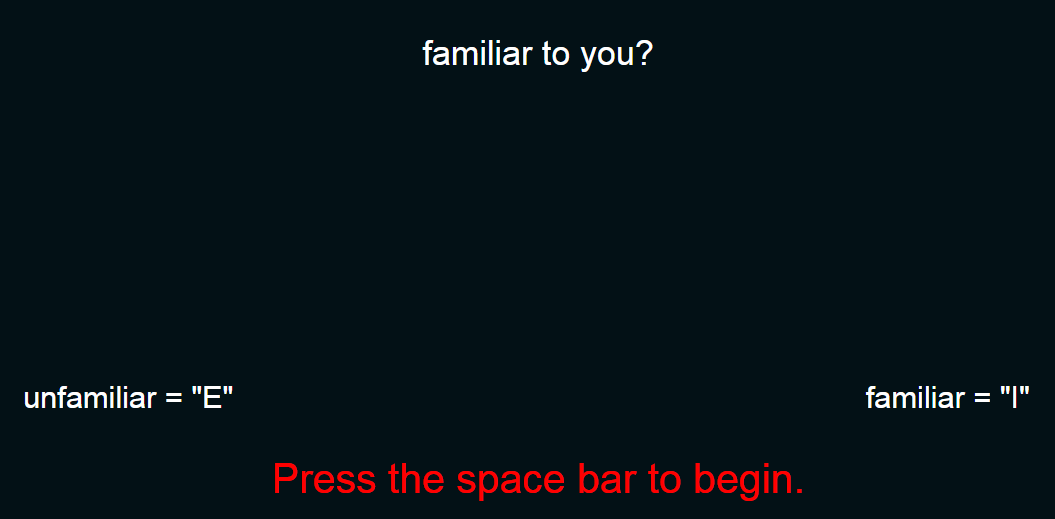 familiar to you?
unfamiliar = "E"
familiar = "I"
Press the space bar to begin.